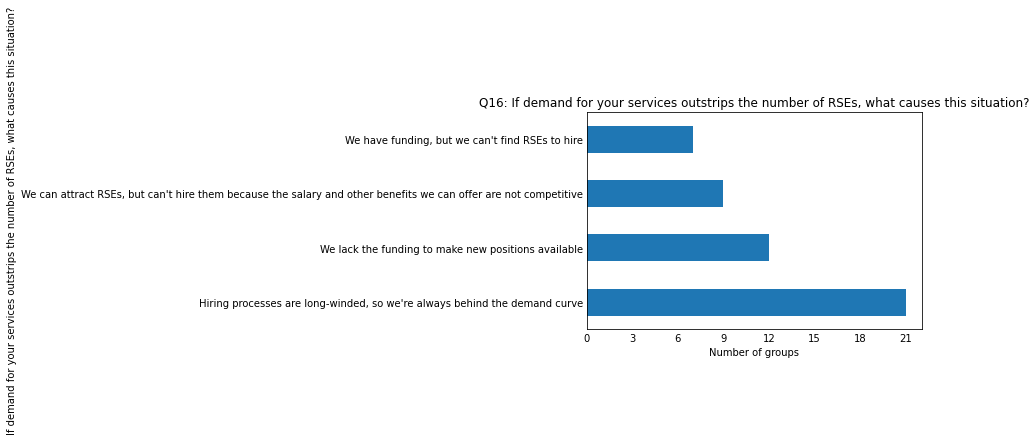 Q16: If demand for your services outstrips the number of RSEs, what causes this situation?
If demand for your services outstrips the number of RSEs, what causes this situation?
We have funding, but we can't find RSEs to hire
We can attract RSEs, but can't hire them because the salary and other benefits we can offer are not competitive
We lack the funding to make new positions available
Hiring processes are long-winded, so we're always behind the demand curve
0 3 6 9 12 15 18 21
Number of groups